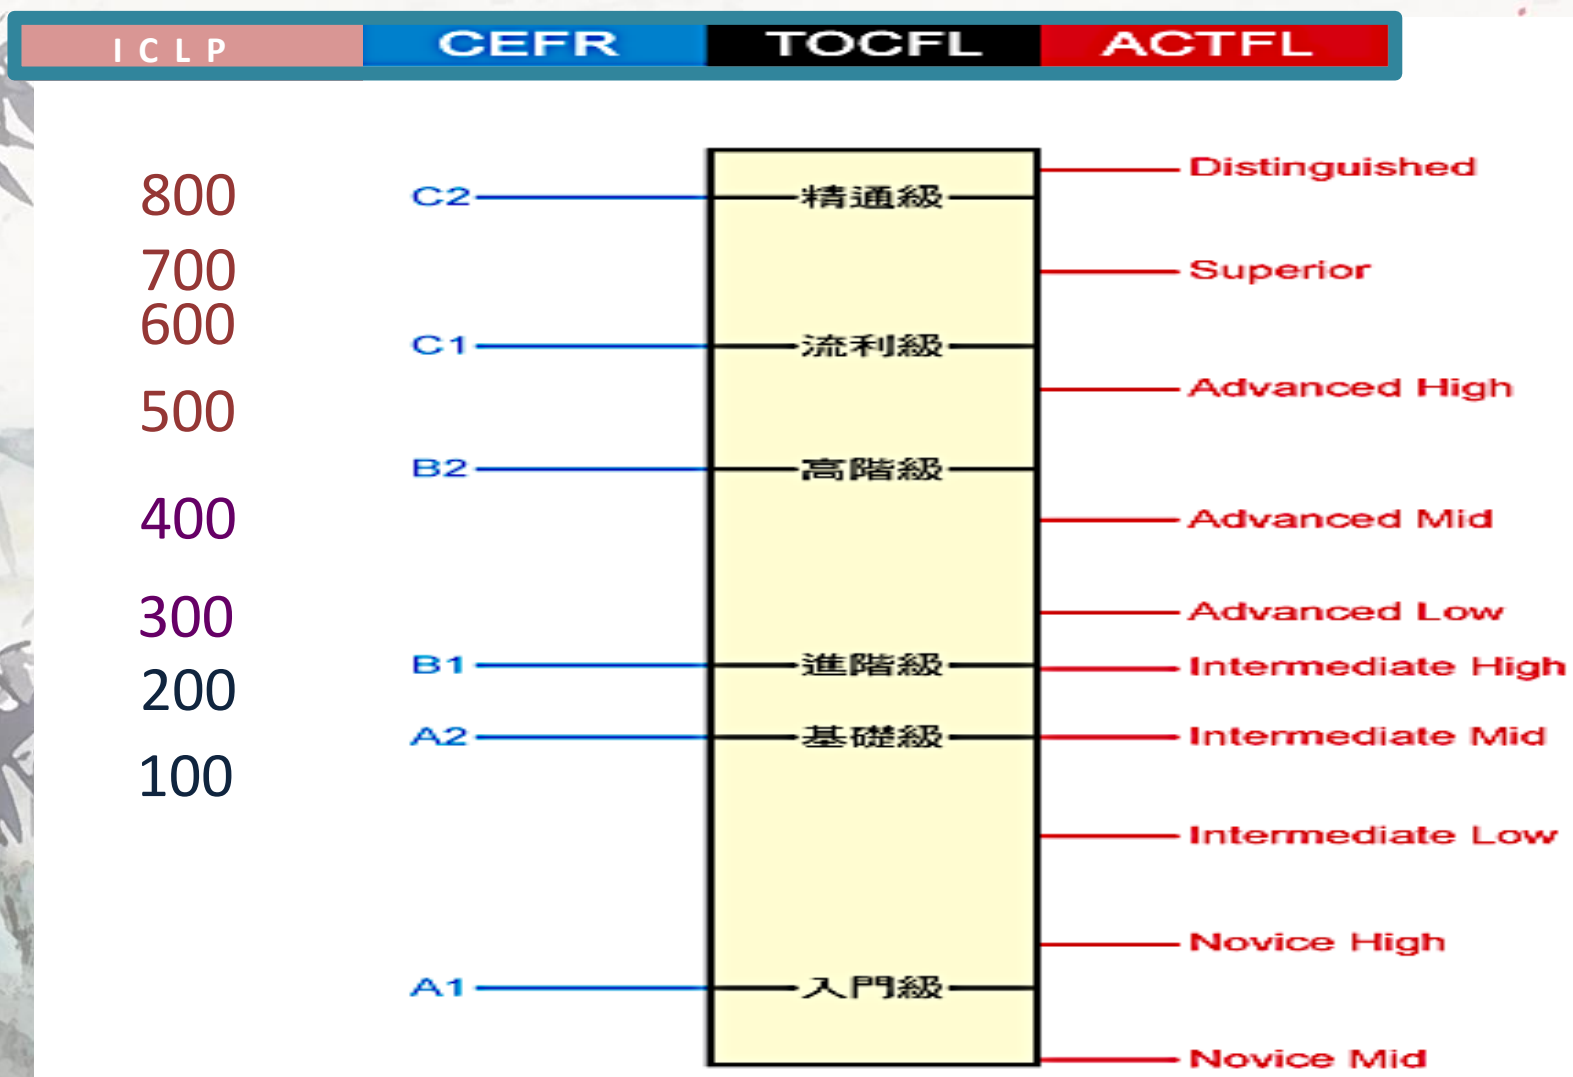 ICLP CEFR TOCFL ACTFL
Distinguished
800 C2 精通級
700 Superior
600
C1 流利級
Advanced High
500
B2 高階級
400 Advanced Mid
300 Advanced Low
B1 進階級 Intermediate High
200
A2 基礎級 Intermediate Mid
100
Intermediate Low
Novice High
A1 入門級
Novice Mid